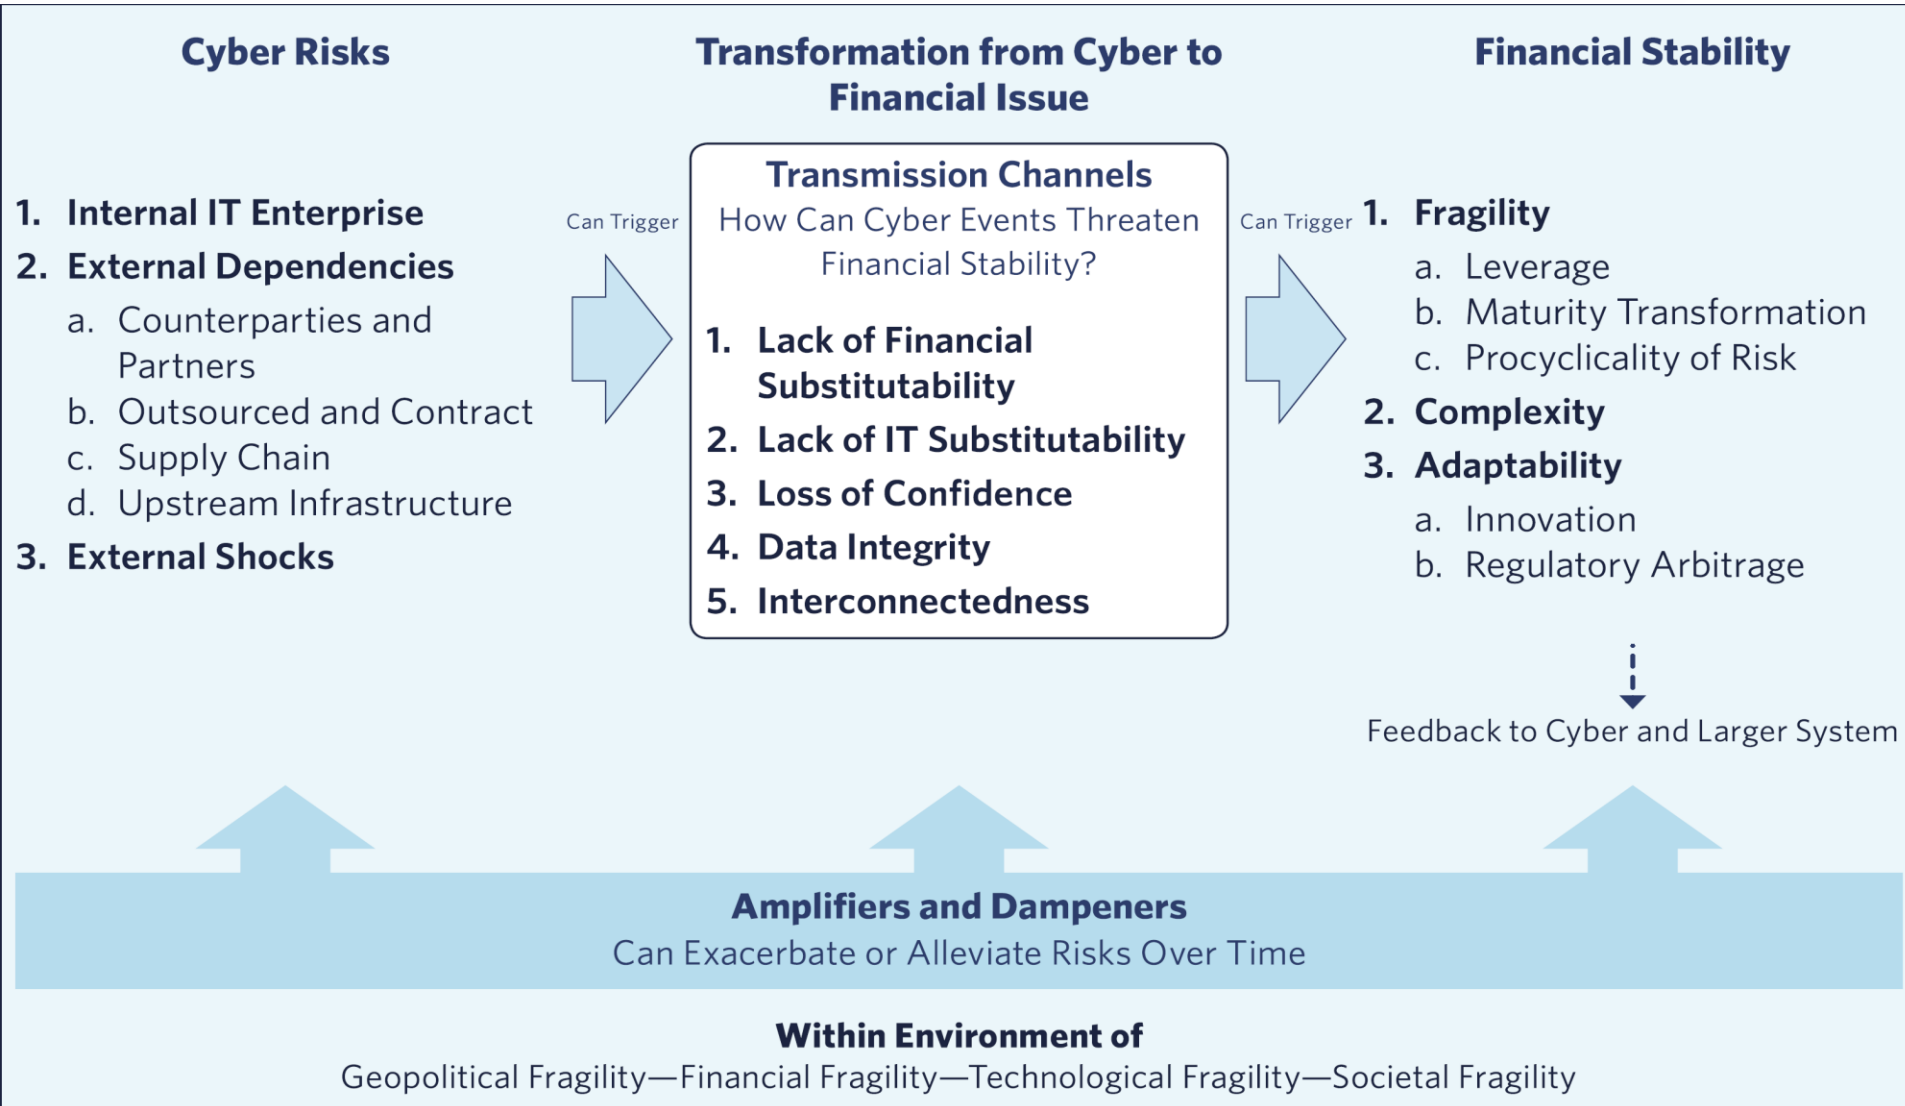 Cyber Risks
1. Internal IT Enterprise
2. External Dependencies
a. Counterparties and
Partners
b. Outsourced and Contract
c. Supply Chain
d. Upstream Infrastructure
3. External Shocks
Can Trigger
Transformation from Cyber to
Financial Issue
Transmission Channels
How Can Cyber Events Threaten
Financial Stability?
1. Lack of Financial
Substitutability
2. Lack of IT Substitutability
3. Loss of Confidence
4. Data Integrity
5. Interconnectedness
Can Trigger
Financial Stability
1. Fragility
a. Leverage
b. Maturity Transformation
c. Procyclicality of Risk
2. Complexity
3. Adaptability
a. Innovation
b. Regulatory Arbitrage
Feedback to Cyber and Larger System
Amplifiers and Dampeners
Can Exacerbate or Alleviate Risks Over Time
Within Environment of
Geopolitical Fragility—Financial Fragility—Technological Fragility—Societal Fragility